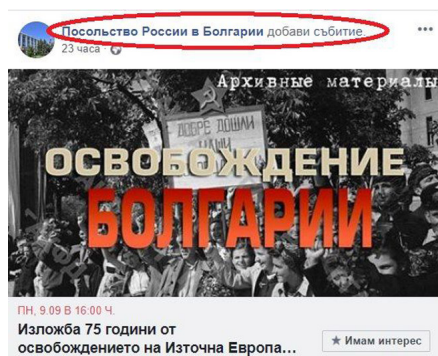 Посольство России в Болгарии добави събитие.
23 часа ·
Архивные материалы
ДОБРЕ ДОШЛИ
ОСВОБОЖДЕНИЕ
БОЛГАРИИ
ПН, 9.09 В 16:00 Ч.
Изложба 75 години от
освобождението на Източна Европа...
Имам интерес